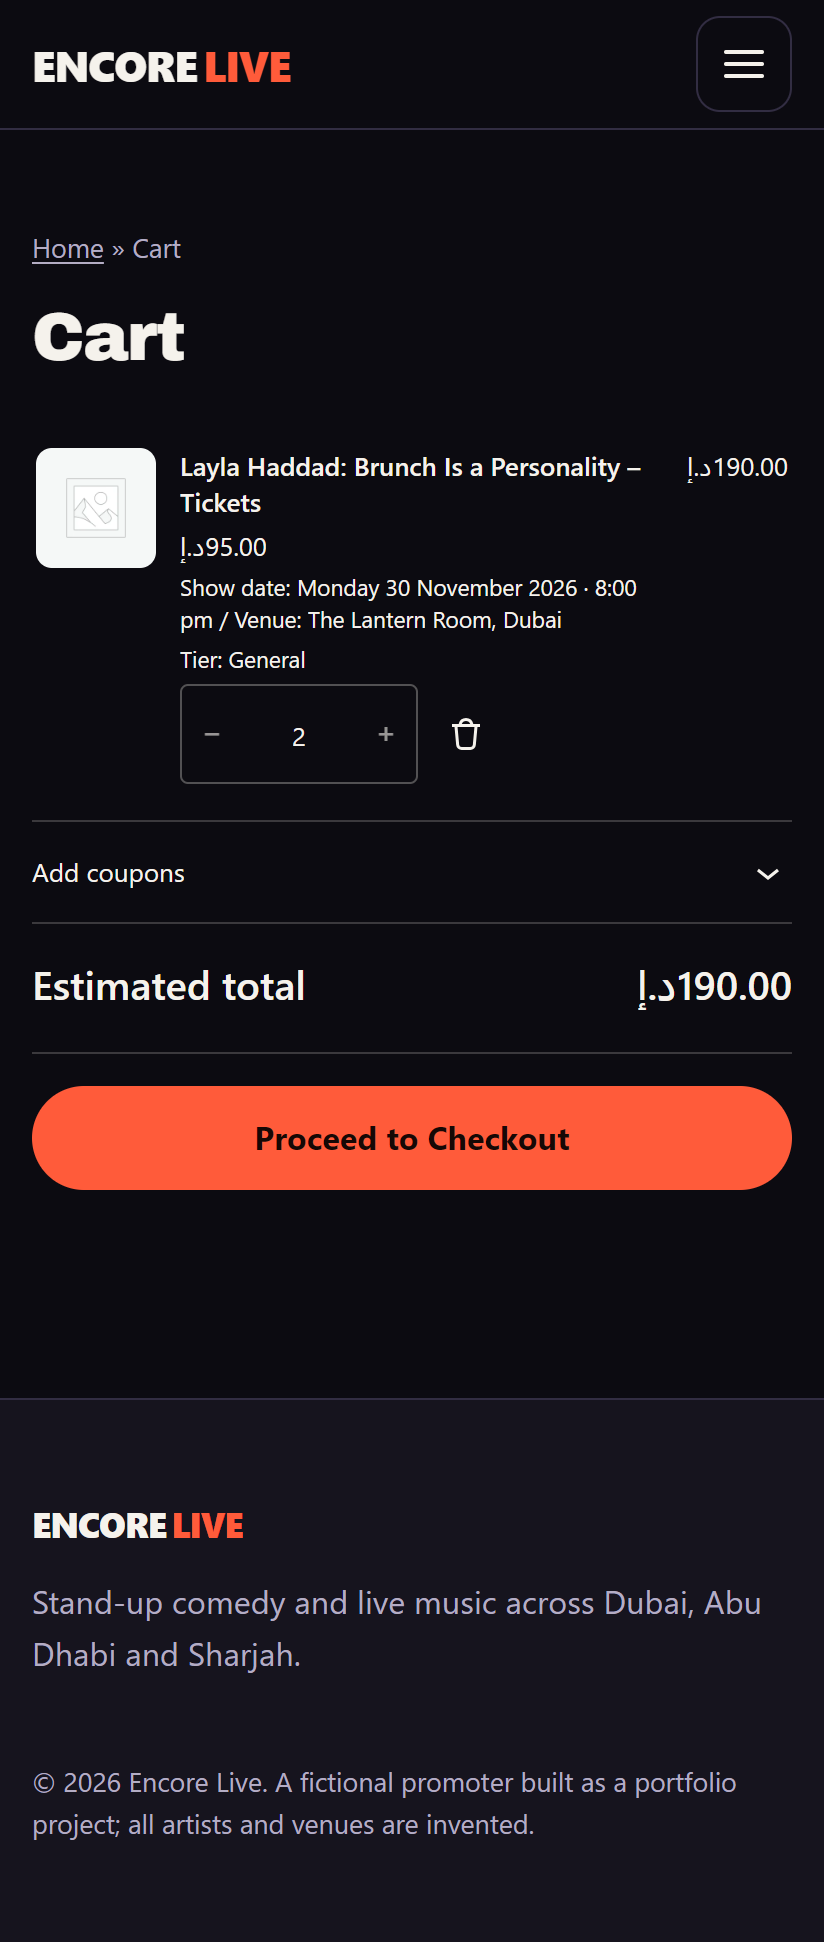 ENCORE LIVE
Home » Cart
Cart
Layla Haddad: Brunch Is a Personality –
Tickets
د.إ190.00
د.إ95.00
Show date: Monday 30 November 2026 · 8:00
pm / Venue: The Lantern Room, Dubai
Tier: General
− 2 +
Add coupons
Estimated total د.إ190.00
Proceed to Checkout
ENCORE LIVE
Stand-up comedy and live music across Dubai, Abu
Dhabi and Sharjah.
© 2026 Encore Live. A fictional promoter built as a portfolio
project; all artists and venues are invented.